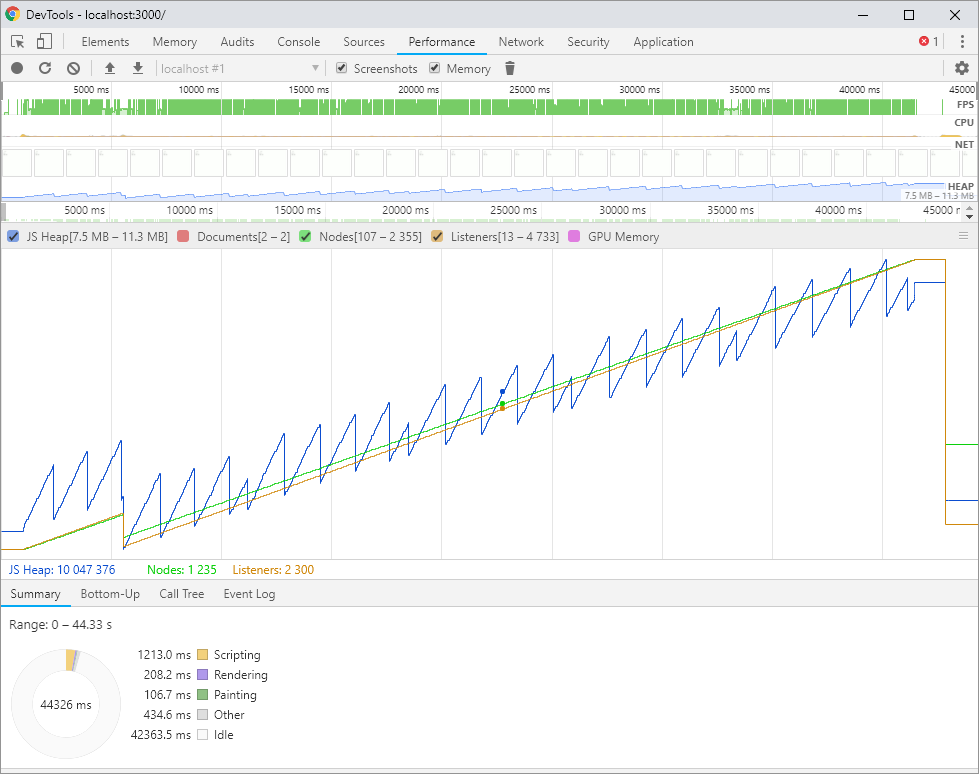 DevTools - localhost:3000/
Elements Memory Audits Console Sources Performance Network Security Application 1
localhost #1 Screenshots Memory
5000 ms 10000 ms 15000 ms 20000 ms 25000 ms 30000 ms 35000 ms 40000 ms 45000
FPS
CPU
NET
HEAP
7.5 MB – 11.3 MB
5000 ms 10000 ms 15000 ms 20000 ms 25000 ms 30000 ms 35000 ms 40000 ms 45000
JS Heap[7.5 MB – 11.3 MB] Documents[2 – 2] Nodes[107 – 2 355] Listeners[13 – 4 733] GPU Memory
JS Heap: 10 047 376 Nodes: 1 235 Listeners: 2 300
Summary Bottom-Up Call Tree Event Log
Range: 0 – 44.33 s
44326 ms
1213.0 ms Scripting
208.2 ms Rendering
106.7 ms Painting
434.6 ms Other
42363.5 ms Idle